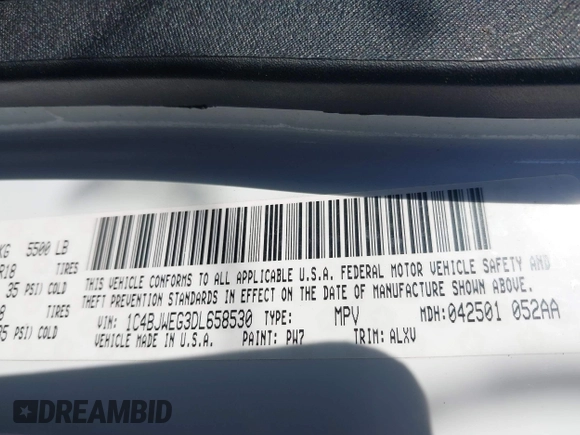 KG 5500 LB
R18 TIRES
35 PSI) COLD
8 TIRES
35 PSI) COLD
THIS VEHICLE CONFORMS TO ALL APPLICABLE U.S.A. FEDERAL MOTOR VEHICLE SAFETY AND
THEFT PREVENTION STANDARDS IN EFFECT ON THE DATE OF MANUFACTURE SHOWN ABOVE.
VIN: 1C4BJWEG3DL658530 TYPE: MPV MDH: 042501 052AA
VEHICLE MADE IN U.S.A. PAINT: PW7 TRIM: ALXV
DREAMBID